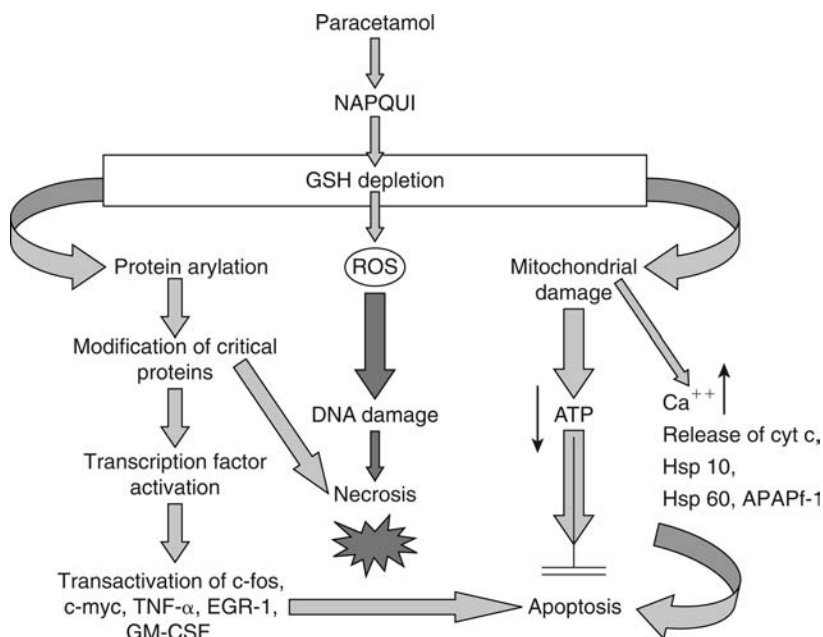 Paracetamol
NAPQUI
GSH depletion
Protein arylation
ROS
Mitochondrial
damage
Modification of critical
proteins
DNA damage
ATP
Ca++
Release of cyt c,
Hsp 10,
Hsp 60, APAPf-1
Transcription factor
activation
Necrosis
Transactivation of c-fos,
c-myc, TNF-α, EGR-1,
GM-CSF
Apoptosis